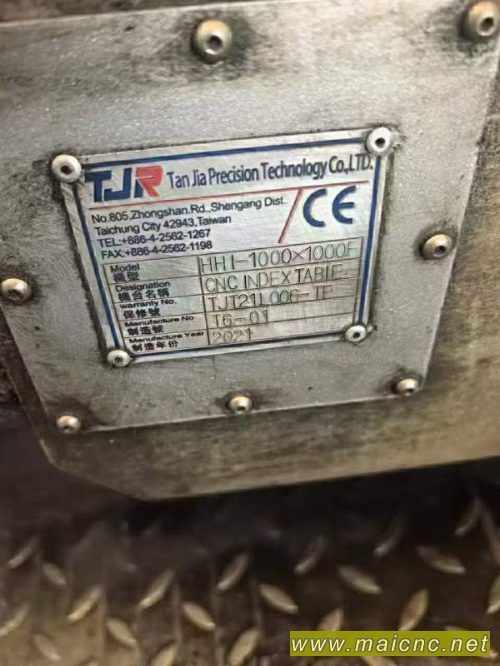 TJR Tan Jia Precision Technology Co.,LTD.
No.805,Zhongshan.Rd.,Shengang Dist.
Taichung City 42943,Taiwan
TEL:+886-4-2562-1267
FAX:+886-4-2562-1198
CE
Model
模型 HH1-1000×1000F
Designation
機台名稱 CNC INDEX TABLE
warranty No.
保修號 TJT21L006-TF
Manufacture No
製造號 T6-01
Manufacture Year
製造年份 2021
www.maicnc.net